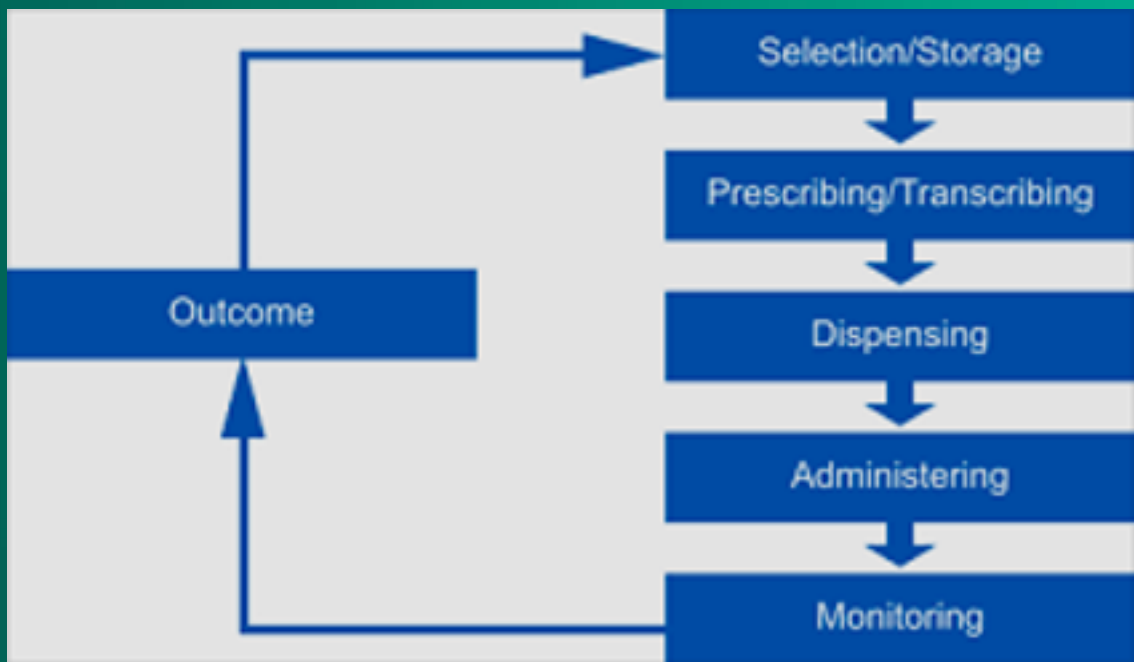 Selection/Storage
Prescribing/Transcribing
Outcome
Dispensing
Administering
Monitoring